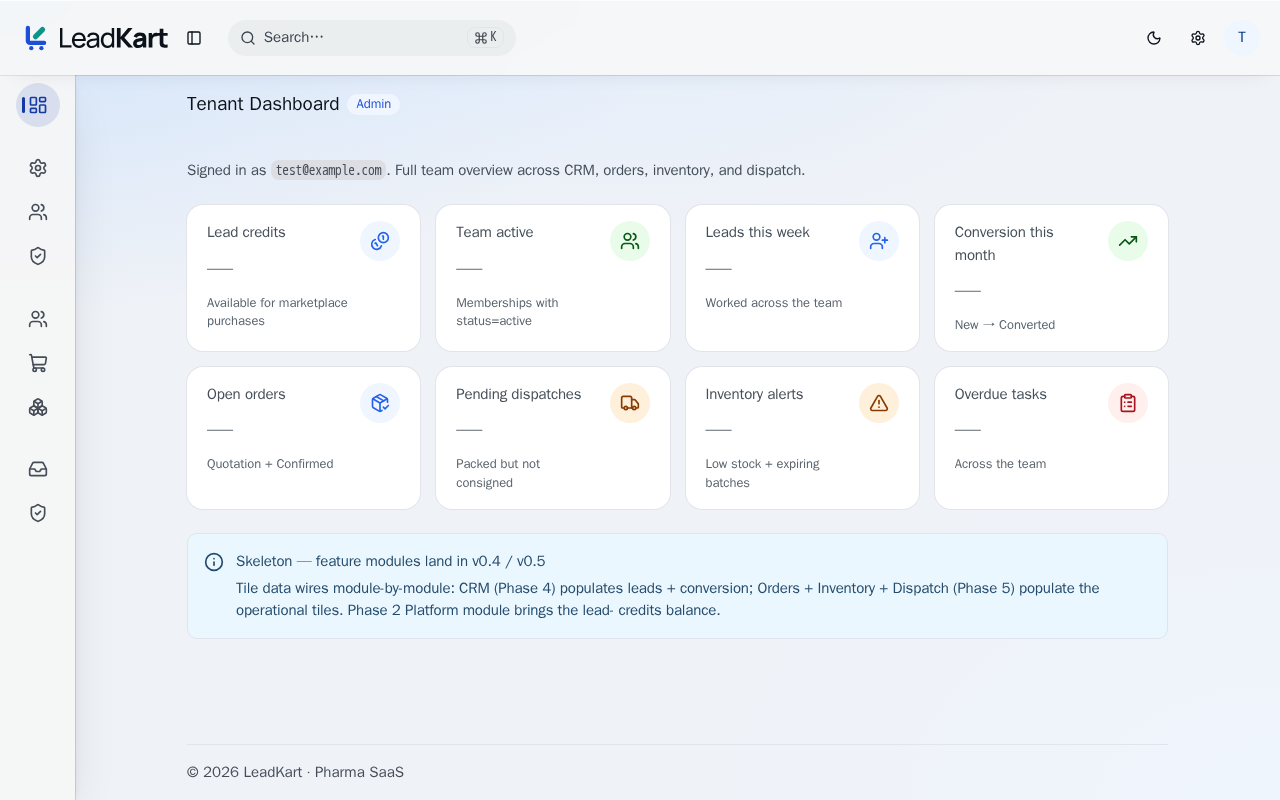 LeadKart
Search⋯
⌘ K
T
Tenant Dashboard
Admin
Signed in as test@example.com. Full team overview across CRM, orders, inventory, and dispatch.
Lead credits
—
Available for marketplace
purchases
Team active
—
Memberships with
status=active
Leads this week
—
Worked across the team
Conversion this
month
—
New → Converted
Open orders
—
Quotation + Confirmed
Pending dispatches
—
Packed but not
consigned
Inventory alerts
—
Low stock + expiring
batches
Overdue tasks
—
Across the team
Skeleton — feature modules land in v0.4 / v0.5
Tile data wires module-by-module: CRM (Phase 4) populates leads + conversion; Orders + Inventory + Dispatch (Phase 5) populate the
operational tiles. Phase 2 Platform module brings the lead- credits balance.
© 2026 LeadKart · Pharma SaaS